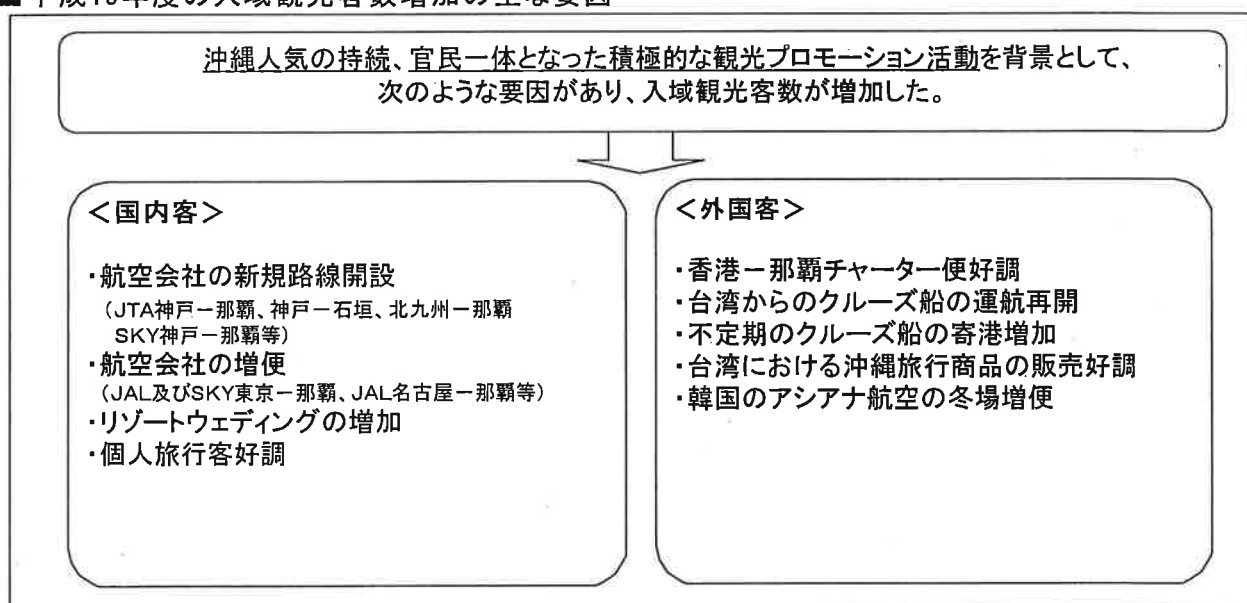 沖縄人気の持続、官民一体となった積極的な観光プロモーション活動を背景として、
次のような要因があり、入域観光客数が増加した。
＜国内客＞
・航空会社の新規路線開設
（JTA神戸－那覇、神戸－石垣、北九州－那覇
SKY神戸－那覇等）
・航空会社の増便
（JAL及びSKY東京－那覇、JAL名古屋－那覇等）
・リゾートウェディングの増加
・個人旅行客好調
＜外国客＞
・香港－那覇チャーター便好調
・台湾からのクルーズ船の運航再開
・不定期のクルーズ船の寄港増加
・台湾における沖縄旅行商品の販売好調
・韓国のアシアナ航空の冬場増便